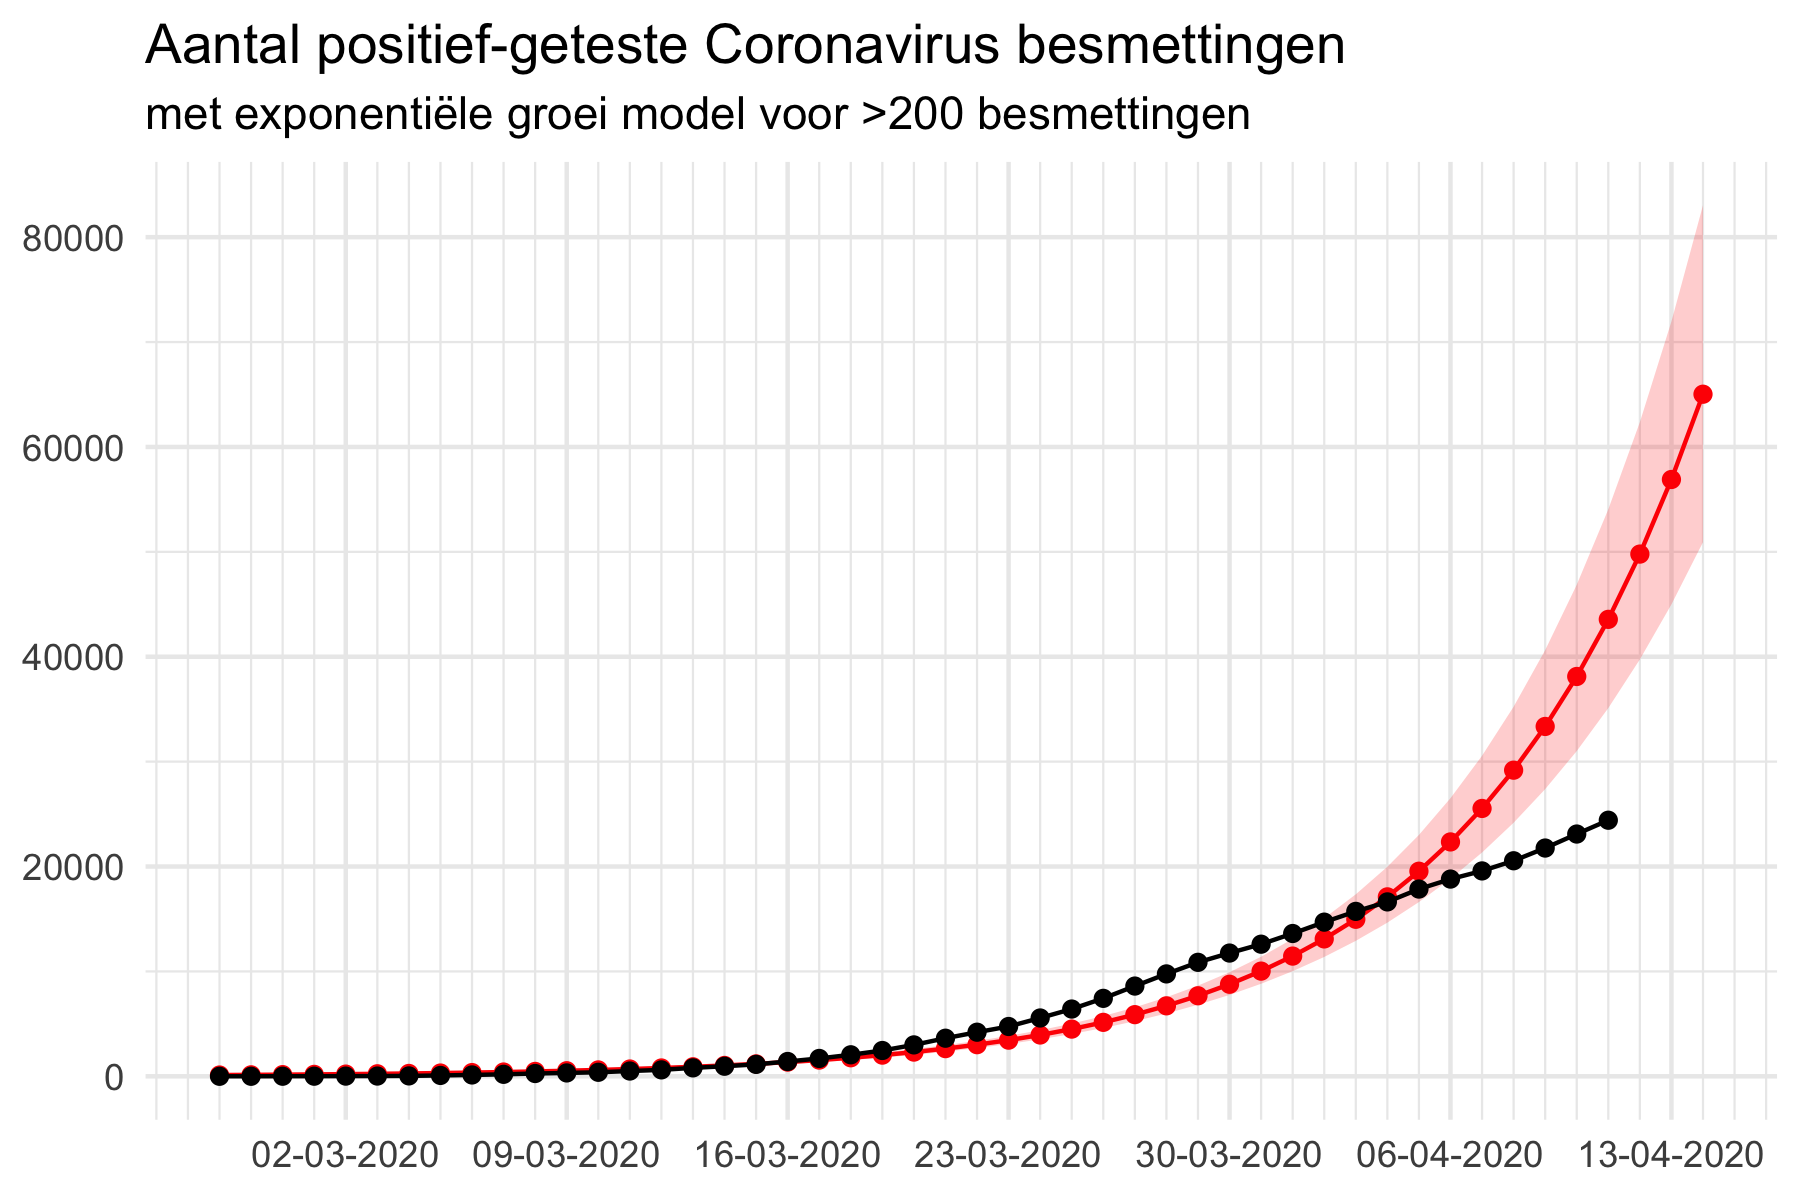 Aantal positief-geteste Coronavirus besmettingen
met exponentiële groei model voor >200 besmettingen
80000
60000
40000
20000
0
02-03-2020 09-03-2020 16-03-2020 23-03-2020 30-03-2020 06-04-2020 13-04-2020